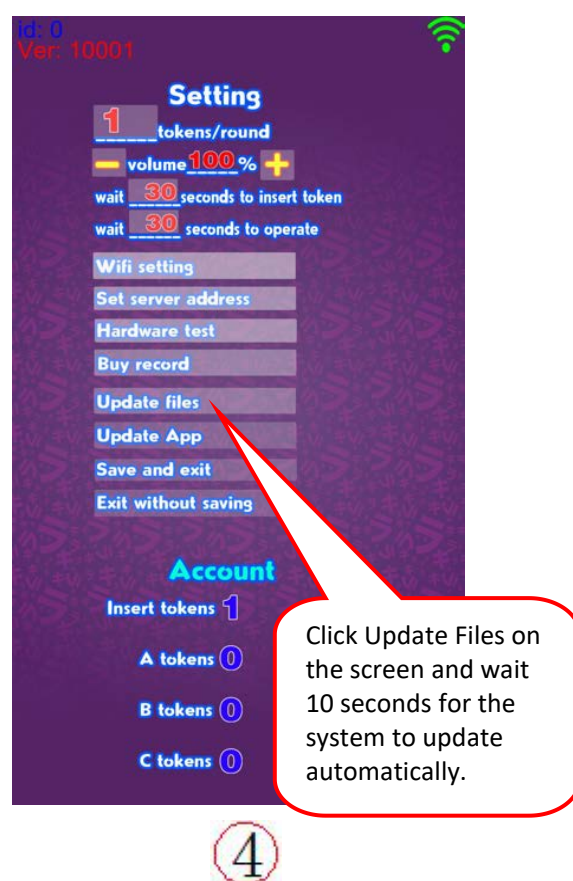 id: 0
Ver: 10001
Setting
1 tokens/round
− volume 100 % +
wait 30 seconds to insert token
wait 30 seconds to operate
Wifi setting
Set server address
Hardware test
Buy record
Update files
Update App
Save and exit
Exit without saving
Account
Insert tokens 1
A tokens 0
B tokens 0
C tokens 0
Click Update Files on
the screen and wait
10 seconds for the
system to update
automatically.
④